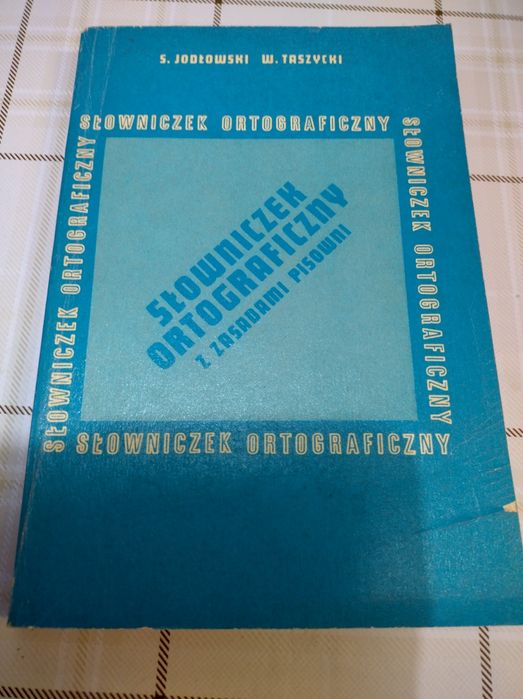 S. JODŁOWSKI W. TASZYCKI
SŁOWNICZEK ORTOGRAFICZNY
SŁOWNICZEK ORTOGRAFICZNY
SŁOWNICZEK ORTOGRAFICZNY
SŁOWNICZEK
ORTOGRAFICZNY
Z ZASADAMI PISOWNI
SŁOWNICZEK ORTOGRAFICZNY